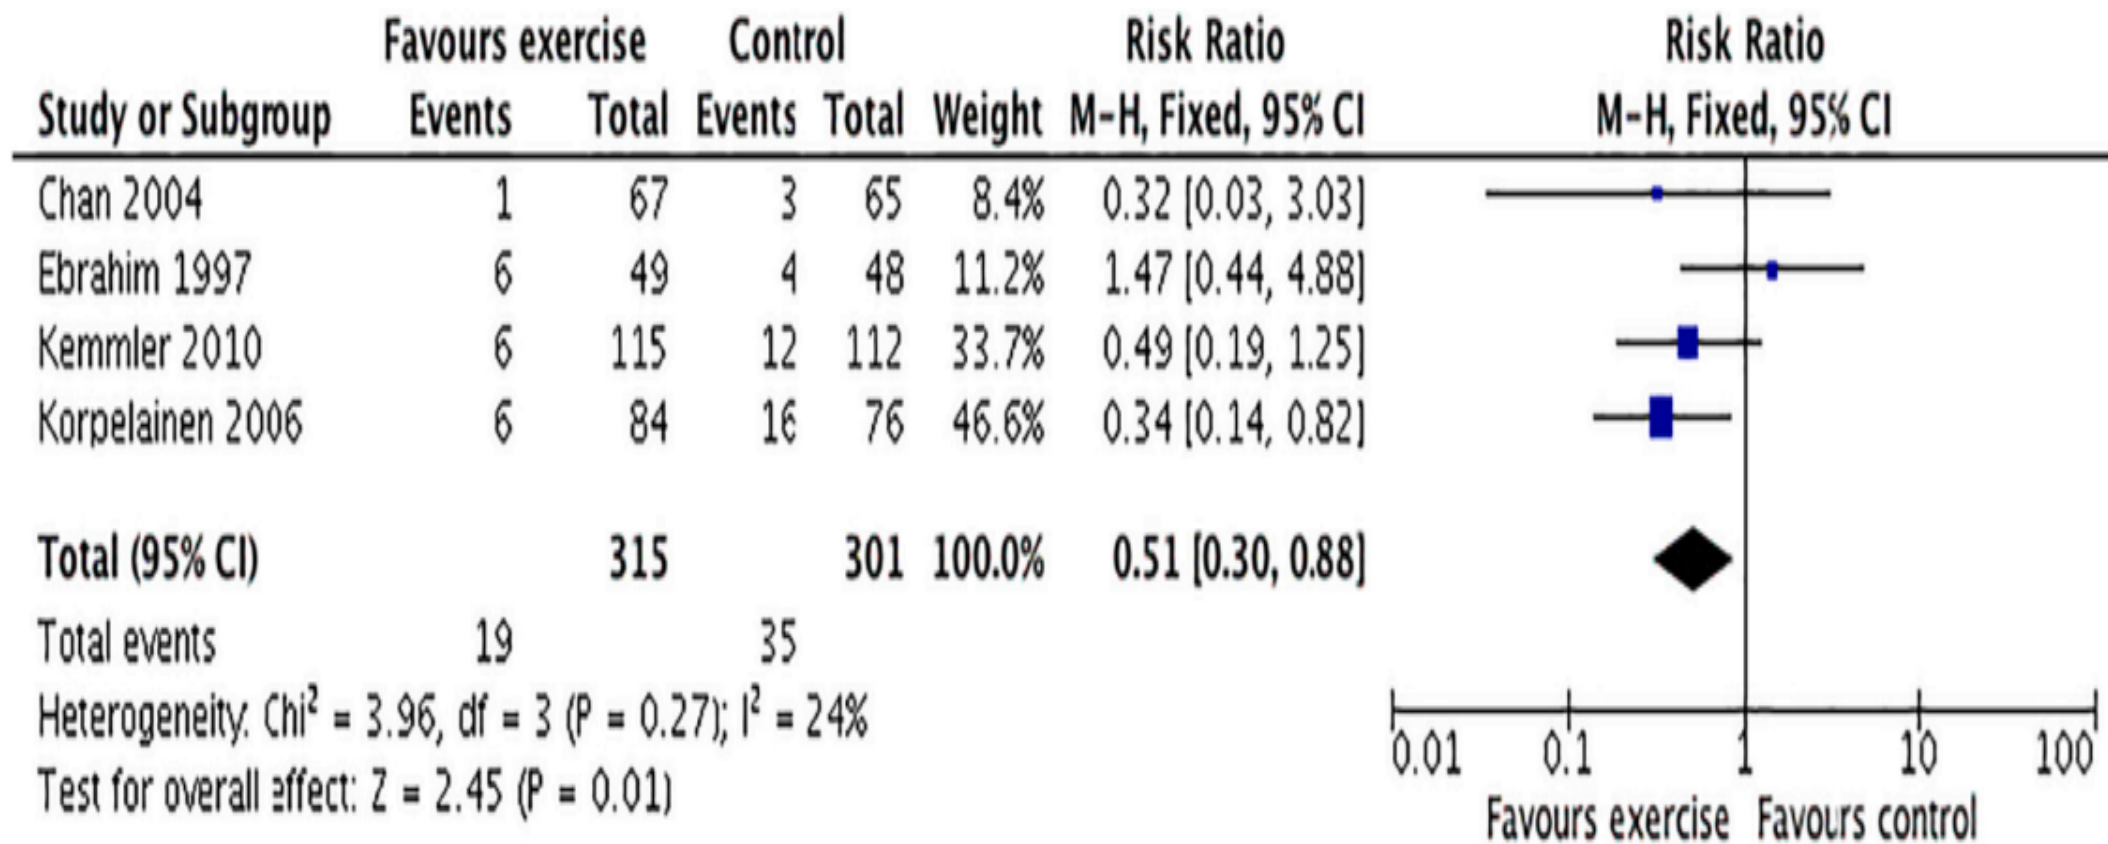 Favours exercise Control Risk Ratio Risk Ratio
Study or Subgroup Events Total Events Total Weight M-H, Fixed, 95% CI M-H, Fixed, 95% CI
Chan 2004 1 67 3 65 8.4% 0.32 [0.03, 3.03]
Ebrahim 1997 6 49 4 48 11.2% 1.47 [0.44, 4.88]
Kemmler 2010 6 115 12 112 33.7% 0.49 [0.19, 1.25]
Korpelainen 2006 6 84 16 76 46.6% 0.34 [0.14, 0.82]
Total (95% CI) 315 301 100.0% 0.51 [0.30, 0.88]
Total events 19 35
Heterogeneity: Chi² = 3.96, df = 3 (P = 0.27); I² = 24%
Test for overall effect: Z = 2.45 (P = 0.01)
0.01 0.1 1 10 100
Favours exercise Favours control